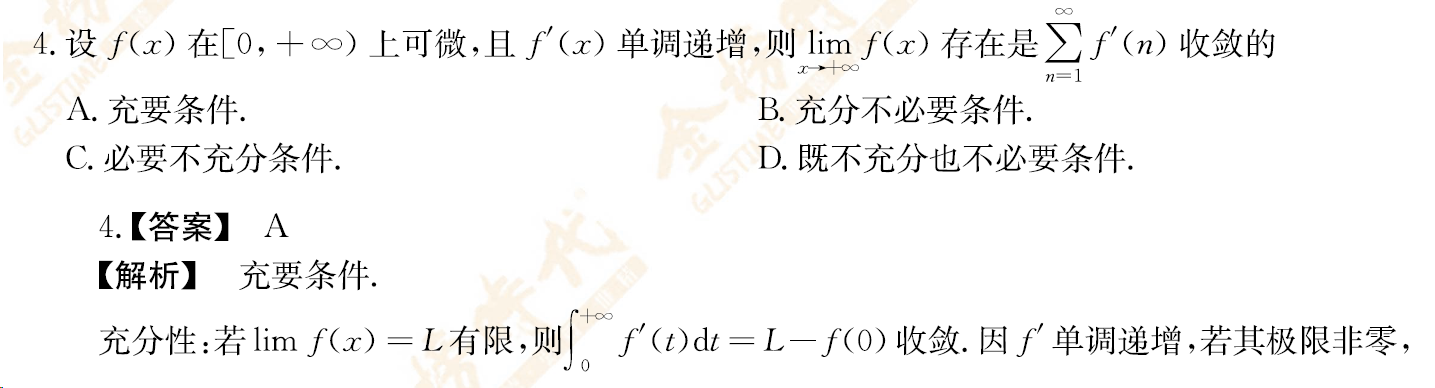 4. 设 f(x) 在[0, +∞) 上可微,且 f′(x) 单调递增,则 lim_{x→+∞} f(x) 存在是 ∑_{n=1}^{∞} f′(n) 收敛的
A. 充要条件. B. 充分不必要条件.
C. 必要不充分条件. D. 既不充分也不必要条件.
4.【答案】 A
【解析】 充要条件.
充分性:若 lim f(x) = L 有限,则∫_0^{+∞} f′(t)dt = L − f(0) 收敛. 因 f′ 单调递增,若其极限非零,